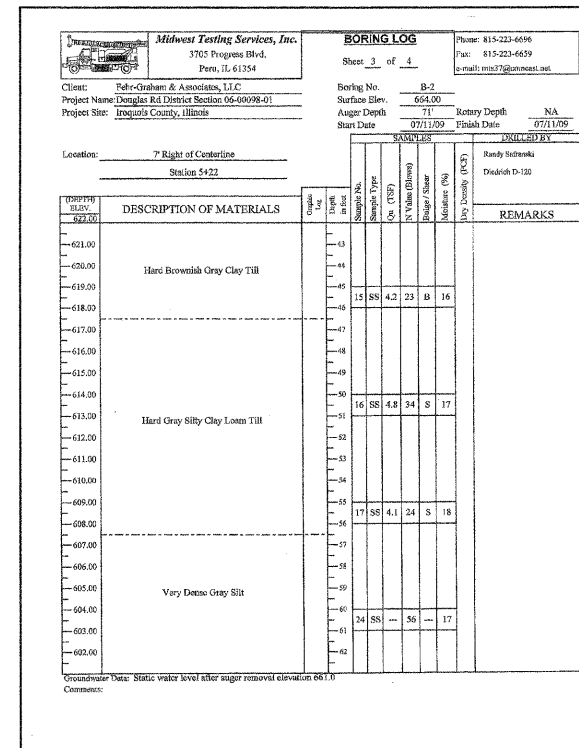 Midwest Testing Services, Inc.
3705 Progress Blvd.
Peru, IL 61354
BORING LOG
Sheet 3 of 4
Phone: 815-223-6696
Fax: 815-223-6659
e-mail: mts37@comcast.net
Client: Fehr-Graham & Associates, LLC
Project Name: Douglas Rd District Section 06-00098-01
Project Site: Iroquois County, Illinois
Boring No. B-2
Surface Elev. 664.00
Auger Depth 71' Rotary Depth NA
Start Date 07/11/09 Finish Date 07/11/09
Location: 7' Right of Centerline
Station 5+22
SAMPLES
DRILLED BY
Randy Safranski
Diedrich D-120
(DEPTH)
ELEV.
622.00
DESCRIPTION OF MATERIALS
Graphic Log
Depth in feet
Sample No.
Sample Type
Qu (TSF)
N Value (Blows)
Bulge / Shear
Moisture (%)
Dry Density (PCF)
REMARKS
621.00 43
620.00 44
Hard Brownish Gray Clay Till
619.00 45
15 SS 4.2 23 B 16
618.00 46
617.00 47
616.00 48
615.00 49
614.00 50
16 SS 4.8 34 S 17
613.00 51
Hard Gray Silty Clay Loam Till
612.00 52
611.00 53
610.00 54
609.00 55
17 SS 4.1 24 S 18
608.00 56
607.00 57
606.00 58
605.00 59
Very Dense Gray Silt
604.00 60
24 SS --- 56 --- 17
603.00 61
602.00 62
Groundwater Data: Static water level after auger removal elevation 661.0
Comments: